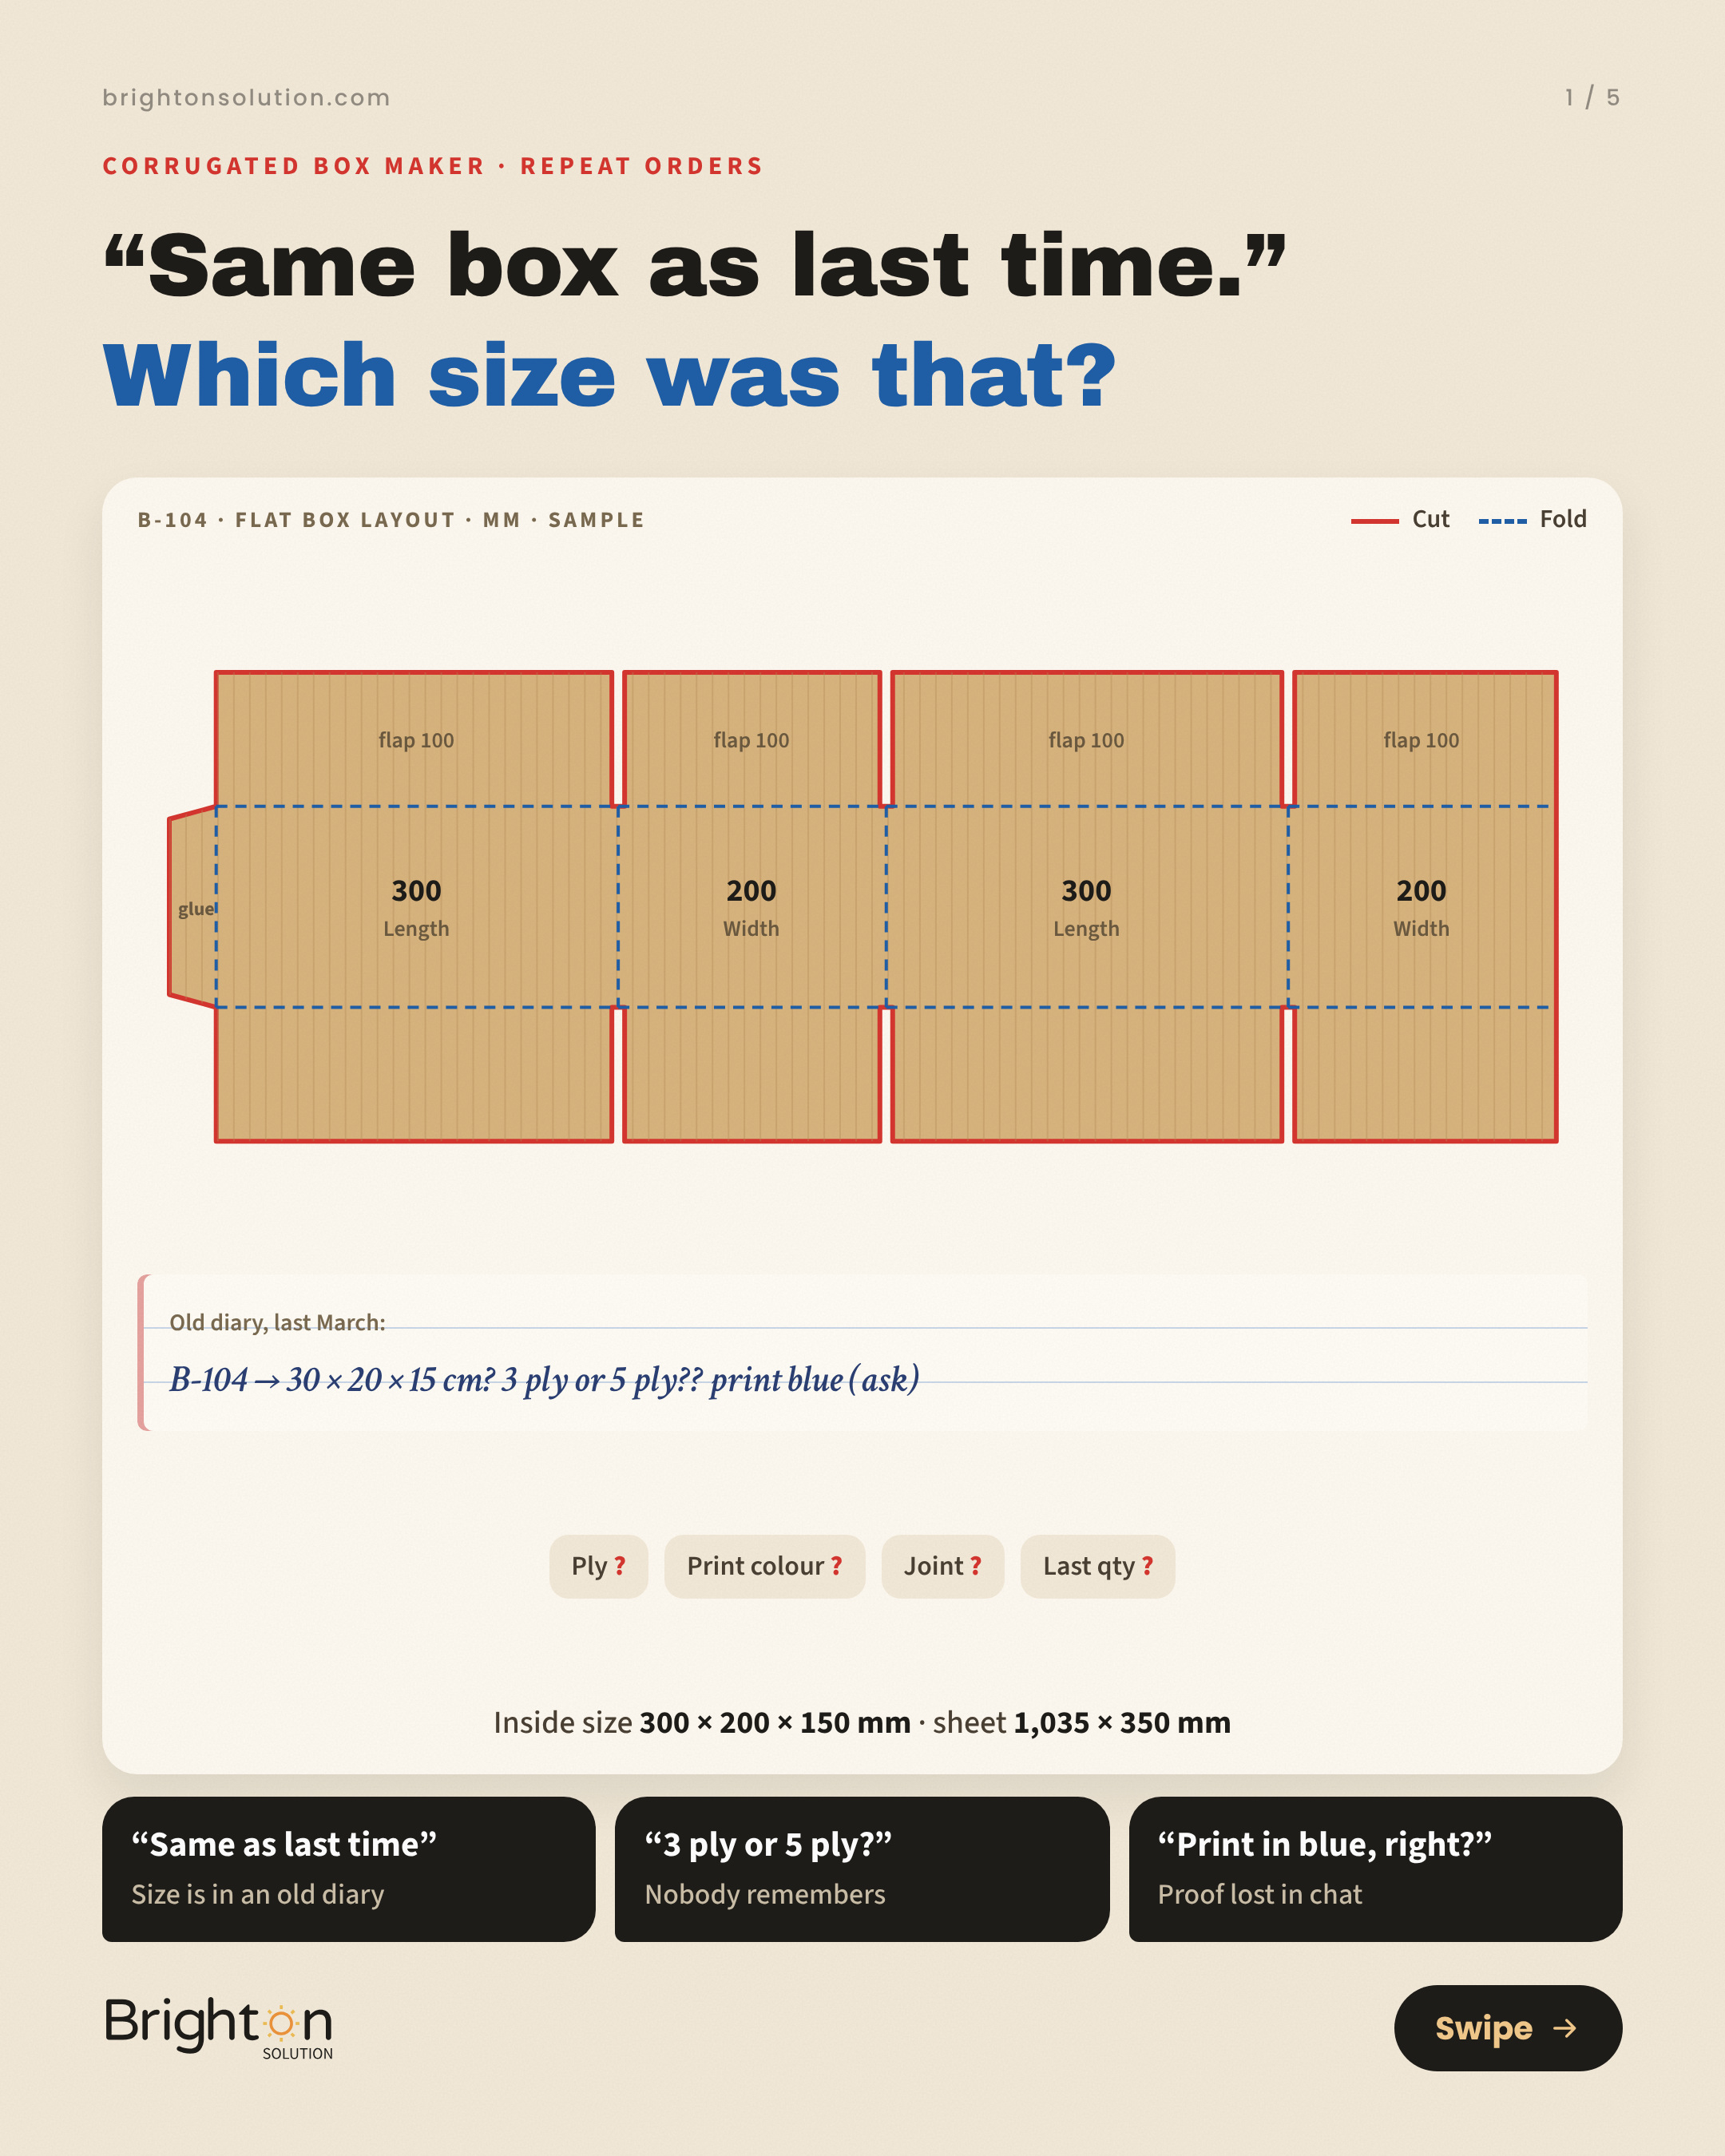 brightonsolution.com
1 / 5
CORRUGATED BOX MAKER · REPEAT ORDERS
“Same box as last time.”
Which size was that?
B-104 · FLAT BOX LAYOUT · MM · SAMPLE
Cut
Fold
flap 100
flap 100
flap 100
flap 100
glue
300
Length
200
Width
300
Length
200
Width
Old diary, last March:
B-104 → 30 × 20 × 15 cm? 3 ply or 5 ply?? print blue (ask)
Ply ?
Print colour ?
Joint ?
Last qty ?
Inside size 300 × 200 × 150 mm · sheet 1,035 × 350 mm
“Same as last time”
Size is in an old diary
“3 ply or 5 ply?”
Nobody remembers
“Print in blue, right?”
Proof lost in chat
Brighton
SOLUTION
Swipe →